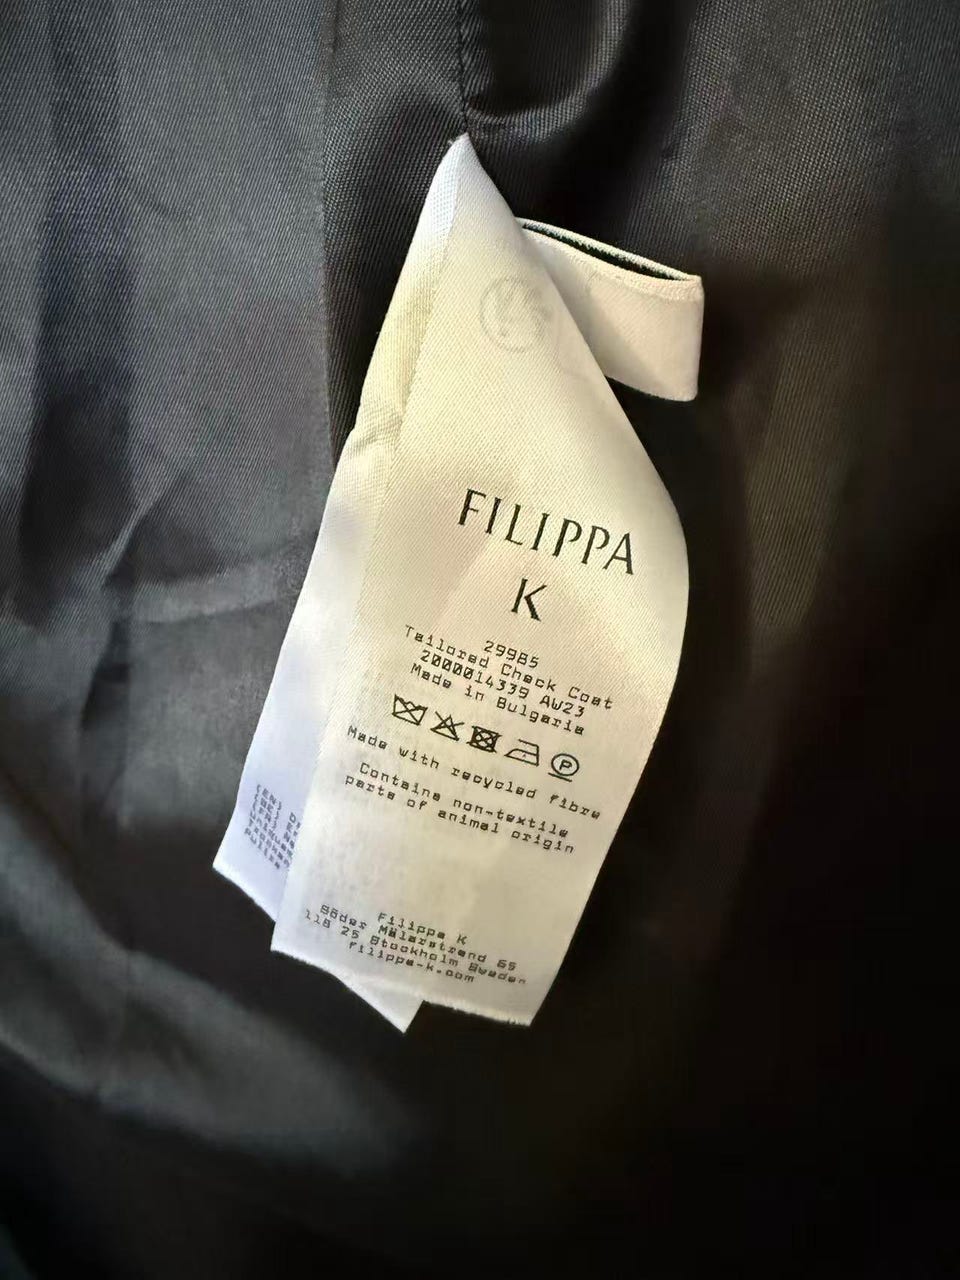 FILIPPA
K
29985
Tailored Check Coat
2000014339 AW23
Made in Bulgaria
P
Made with recycled fibre
Contains non-textile
parts of animal origin
Filippa K
Söder Mälarstrand 65
118 25 Stockholm Sweden
filippa-k.com